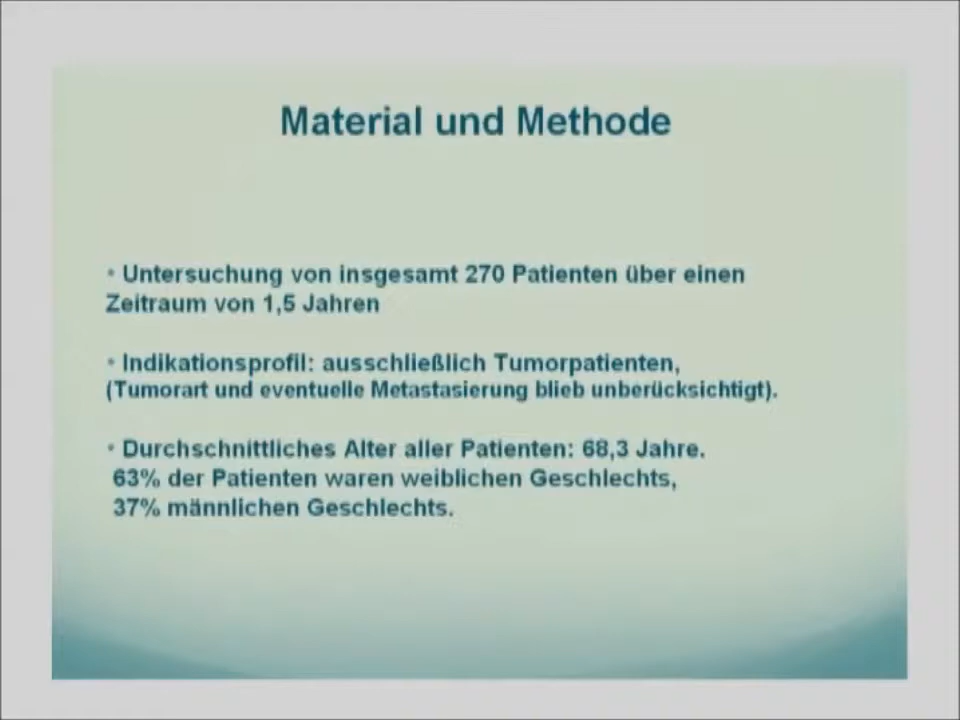 Material und Methode
• Untersuchung von insgesamt 270 Patienten über einen
Zeitraum von 1,5 Jahren
• Indikationsprofil: ausschließlich Tumorpatienten,
(Tumorart und eventuelle Metastasierung blieb unberücksichtigt).
• Durchschnittliches Alter aller Patienten: 68,3 Jahre.
63% der Patienten waren weiblichen Geschlechts,
37% männlichen Geschlechts.